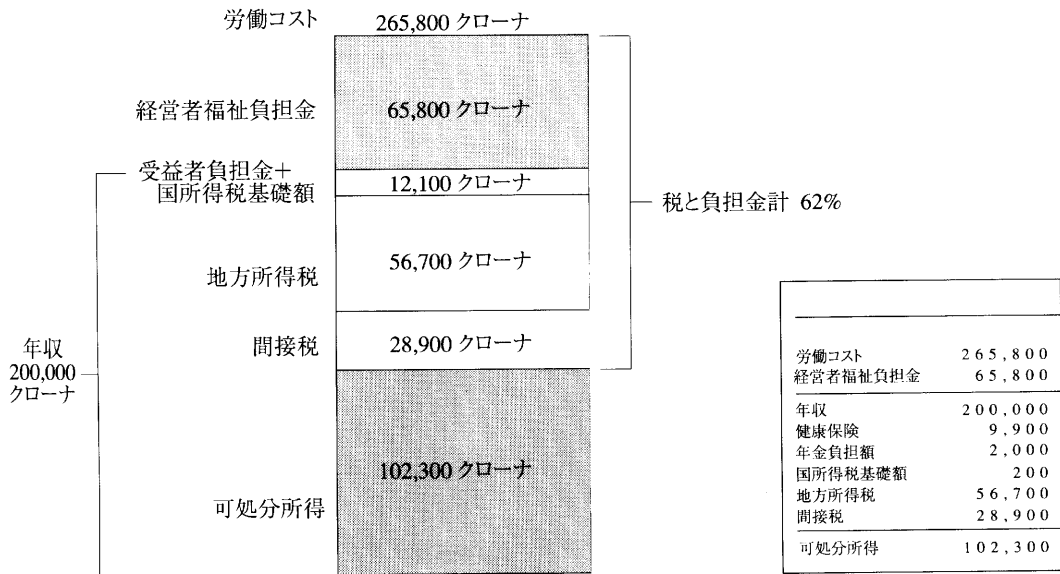 労働コスト 265,800 クローナ
経営者福祉負担金 65,800 クローナ
受益者負担金＋
国所得税基礎額 12,100 クローナ
税と負担金計 62%
地方所得税 56,700 クローナ
間接税 28,900 クローナ
年収
200,000
クローナ
102,300 クローナ
可処分所得
労働コスト 265,800
経営者福祉負担金 65,800
年収 200,000
健康保険 9,900
年金負担額 2,000
国所得税基礎額 200
地方所得税 56,700
間接税 28,900
可処分所得 102,300